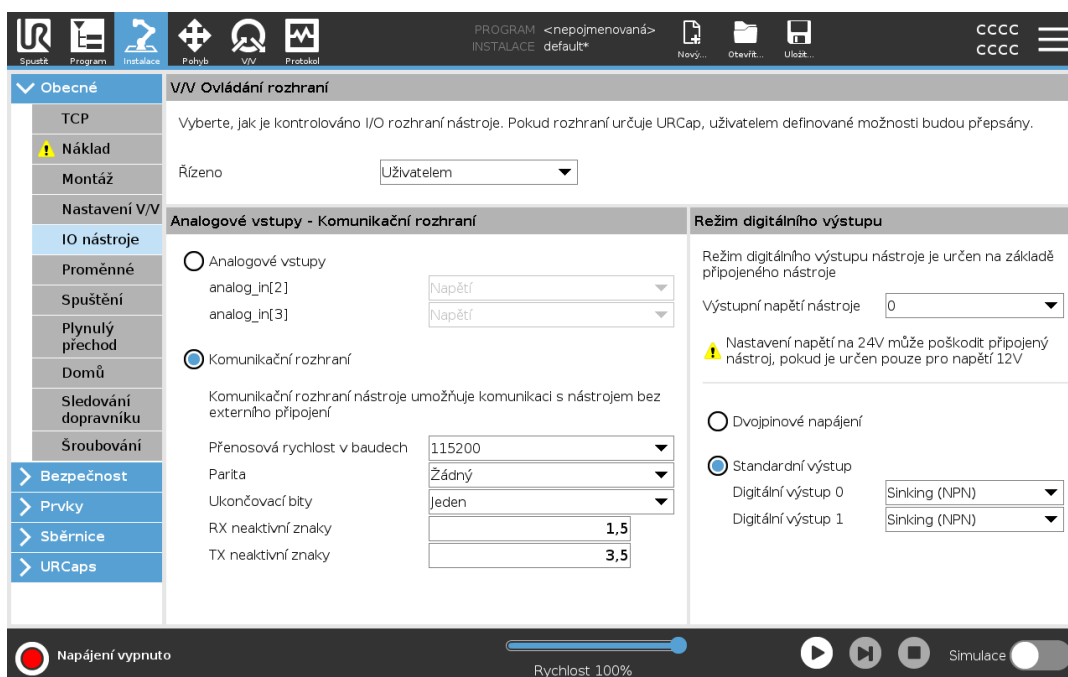 PROGRAM <nepojmenovaná>
INSTALACE default*
CCCC
CCCC
Spustit Program Instalace Pohyb V/V Protokol Nový... Otevřít... Uložit...
Obecné
TCP
Náklad
Montáž
Nastavení V/V
IO nástroje
Proměnné
Spuštění
Plynulý
přechod
Domů
Sledování
dopravníku
Šroubování
Bezpečnost
Prvky
Sběrnice
URCaps
V/V Ovládání rozhraní
Vyberte, jak je kontrolováno I/O rozhraní nástroje. Pokud rozhraní určuje URCap, uživatelem definované možnosti budou přepsány.
Řízeno Uživatelem
Analogové vstupy - Komunikační rozhraní
Analogové vstupy
analog_in[2] Napětí
analog_in[3] Napětí
Komunikační rozhraní
Komunikační rozhraní nástroje umožňuje komunikaci s nástrojem bez
externího připojení
Přenosová rychlost v baudech 115200
Parita Žádný
Ukončovací bity Jeden
RX neaktivní znaky 1,5
TX neaktivní znaky 3,5
Režim digitálního výstupu
Režim digitálního výstupu nástroje je určen na základě
připojeného nástroje
Výstupní napětí nástroje 0
Nastavení napětí na 24V může poškodit připojený
nástroj, pokud je určen pouze pro napětí 12V
Dvojpinové napájení
Standardní výstup
Digitální výstup 0 Sinking (NPN)
Digitální výstup 1 Sinking (NPN)
Napájení vypnuto
Rychlost 100%
Simulace